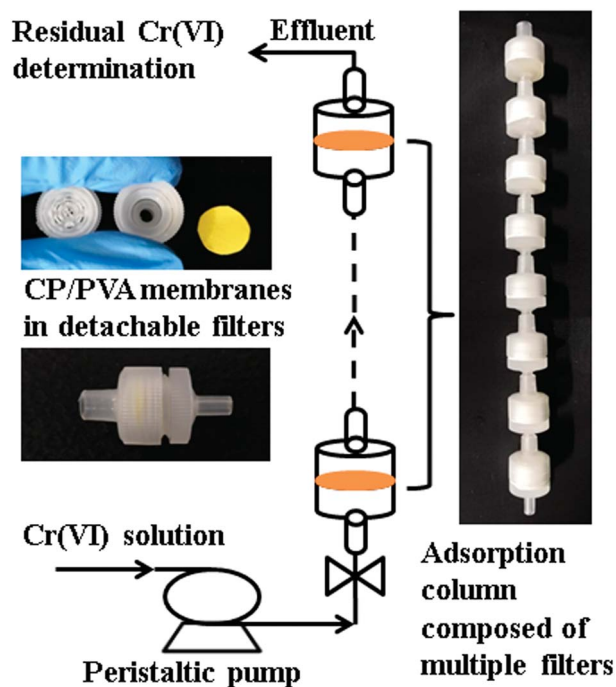 Residual Cr(VI)
determination
Effluent
CP/PVA membranes
in detachable filters
Cr(VI) solution
Peristaltic pump
Adsorption
column
composed of
multiple filters